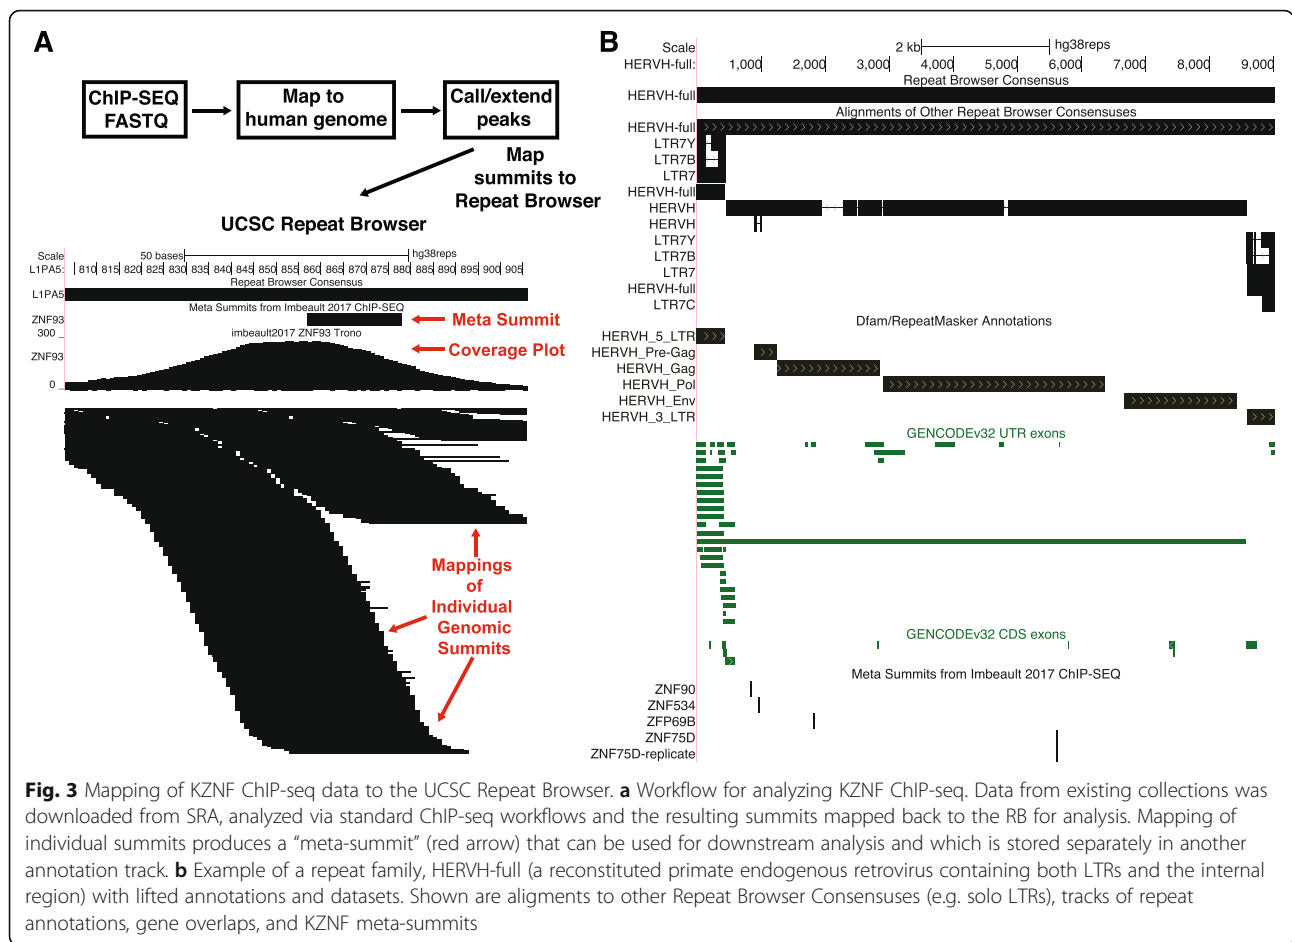 A
ChIP-SEQ
FASTQ
Map to
human genome
Call/extend
peaks
Map
summits to
Repeat Browser
UCSC Repeat Browser
Scale
50 bases
hg38reps
L1PA5:
810 815 820 825 830 835 840 845 850 855 860 865 870 875 880 885 890 895 900 905
Repeat Browser Consensus
L1PA5
Meta Summits from Imbeault 2017 ChIP-SEQ
ZNF93
Meta Summit
300
imbeault2017 ZNF93 Trono
ZNF93
Coverage Plot
0
Mappings
of
Individual
Genomic
Summits
B
Scale
2 kb
hg38reps
HERVH-full:
1,000 2,000 3,000 4,000 5,000 6,000 7,000 8,000 9,000
Repeat Browser Consensus
HERVH-full
Alignments of Other Repeat Browser Consensuses
HERVH-full
LTR7Y
LTR7B
LTR7
HERVH-full
HERVH
HERVH
LTR7Y
LTR7B
LTR7
HERVH-full
LTR7C
Dfam/RepeatMasker Annotations
HERVH_5_LTR
HERVH_Pre-Gag
HERVH_Gag
HERVH_Pol
HERVH_Env
HERVH_3_LTR
GENCODEv32 UTR exons
GENCODEv32 CDS exons
Meta Summits from Imbeault 2017 ChIP-SEQ
ZNF90
ZNF534
ZFP69B
ZNF75D
ZNF75D-replicate
Fig. 3 Mapping of KZNF ChIP-seq data to the UCSC Repeat Browser. a Workflow for analyzing KZNF ChIP-seq. Data from existing collections was
downloaded from SRA, analyzed via standard ChIP-seq workflows and the resulting summits mapped back to the RB for analysis. Mapping of
individual summits produces a “meta-summit” (red arrow) that can be used for downstream analysis and which is stored separately in another
annotation track. b Example of a repeat family, HERVH-full (a reconstituted primate endogenous retrovirus containing both LTRs and the internal
region) with lifted annotations and datasets. Shown are aligments to other Repeat Browser Consensuses (e.g. solo LTRs), tracks of repeat
annotations, gene overlaps, and KZNF meta-summits